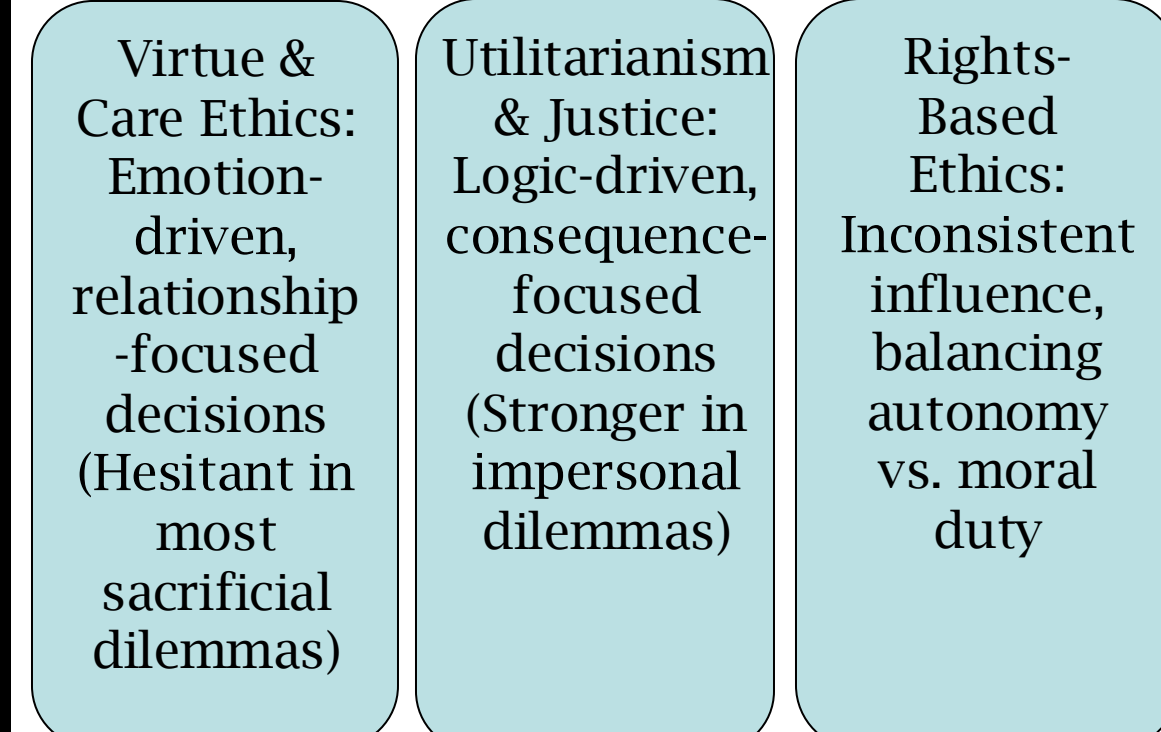 Virtue &
Care Ethics:
Emotion-
driven,
relationship
-focused
decisions
(Hesitant in
most
sacrificial
dilemmas)
Utilitarianism
& Justice:
Logic-driven,
consequence-
focused
decisions
(Stronger in
impersonal
dilemmas)
Rights-
Based
Ethics:
Inconsistent
influence,
balancing
autonomy
vs. moral
duty